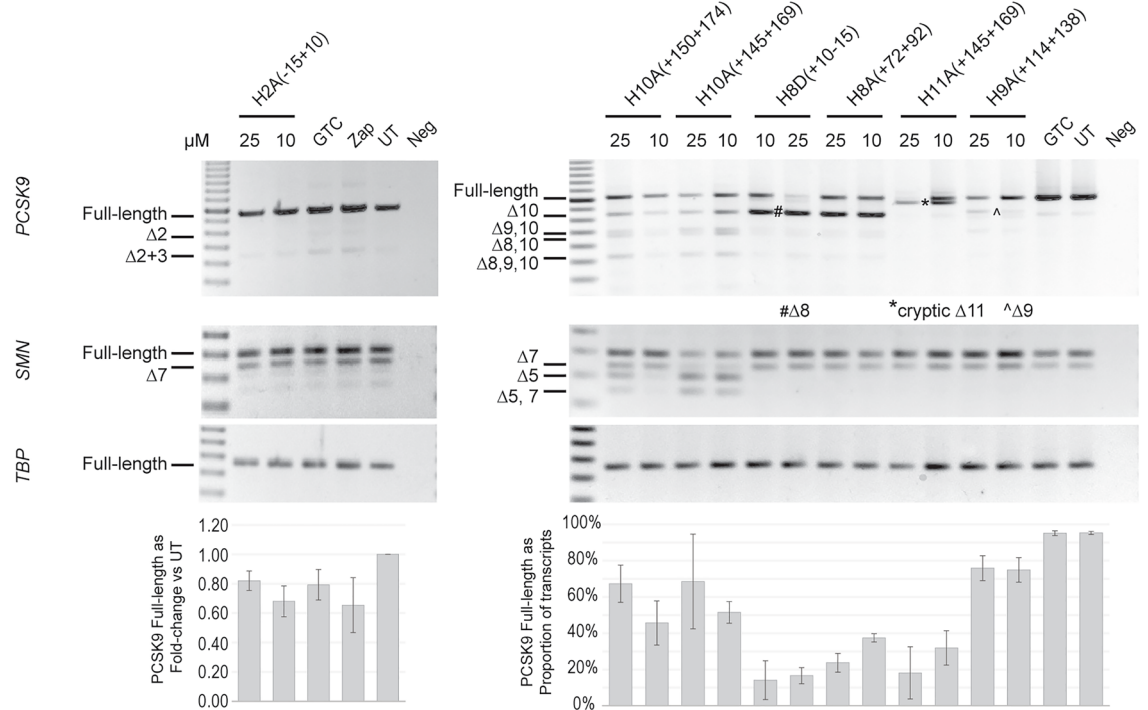 H2A(-15+10)
H10A(+150+174)
H10A(+145+169)
H8D(+10-15)
H8A(+72+92)
H11A(+145+169)
H9A(+114+138)
µM 25 10 GTC Zap UT Neg
25 10 25 10 10 25 25 10 25 10 25 10 GTC UT Neg
PCSK9
Full-length
Δ2
Δ2+3
Full-length
Δ10
Δ9,10
Δ8,10
Δ8,9,10
#
*
^
#Δ8 *cryptic Δ11 ^Δ9
SMN
Full-length
Δ7
Δ7
Δ5
Δ5, 7
TBP
Full-length
PCSK9 Full-length as
Fold-change vs UT
1.20
1.00
0.80
0.60
0.40
0.20
0.00
PCSK9 Full-length as
Proportion of transcripts
100%
80%
60%
40%
20%
0%